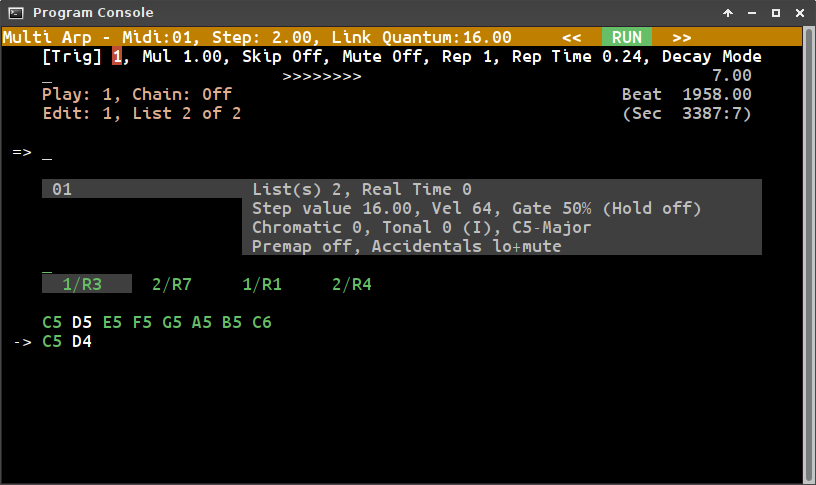 Program Console
Multi Arp - Midi:01, Step: 2.00, Link Quantum:16.00 << RUN >>
[Trig] 1, Mul 1.00, Skip Off, Mute Off, Rep 1, Rep Time 0.24, Decay Mode
_ >>>>>>>> 7.00
Play: 1, Chain: Off Beat 1958.00
Edit: 1, List 2 of 2 (Sec 3387:7)
=> _
01 List(s) 2, Real Time 0
Step value 16.00, Vel 64, Gate 50% (Hold off)
Chromatic 0, Tonal 0 (I), C5-Major
Premap off, Accidentals lo+mute
_
1/R3 2/R7 1/R1 2/R4
C5 D5 E5 F5 G5 A5 B5 C6
-> C5 D4